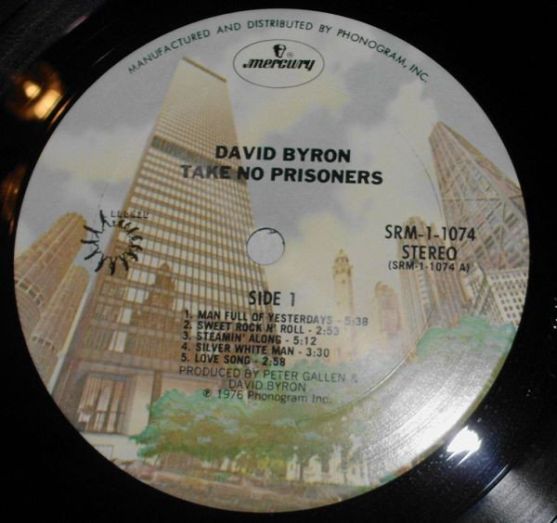 MANUFACTURED AND DISTRIBUTED BY PHONOGRAM, INC.
mercury
DAVID BYRON
TAKE NO PRISONERS
SRM-1-1074
STEREO
(SRM-1-1074 A)
SIDE 1
1. MAN FULL OF YESTERDAYS - 5:38
2. SWEET ROCK N' ROLL - 2:53
3. STEAMIN' ALONG - 5:12
4. SILVER WHITE MAN - 3:30
5. LOVE SONG - 2:58
PRODUCED BY PETER GALLEN &
DAVID BYRON
℗ 1976 Phonogram Inc.